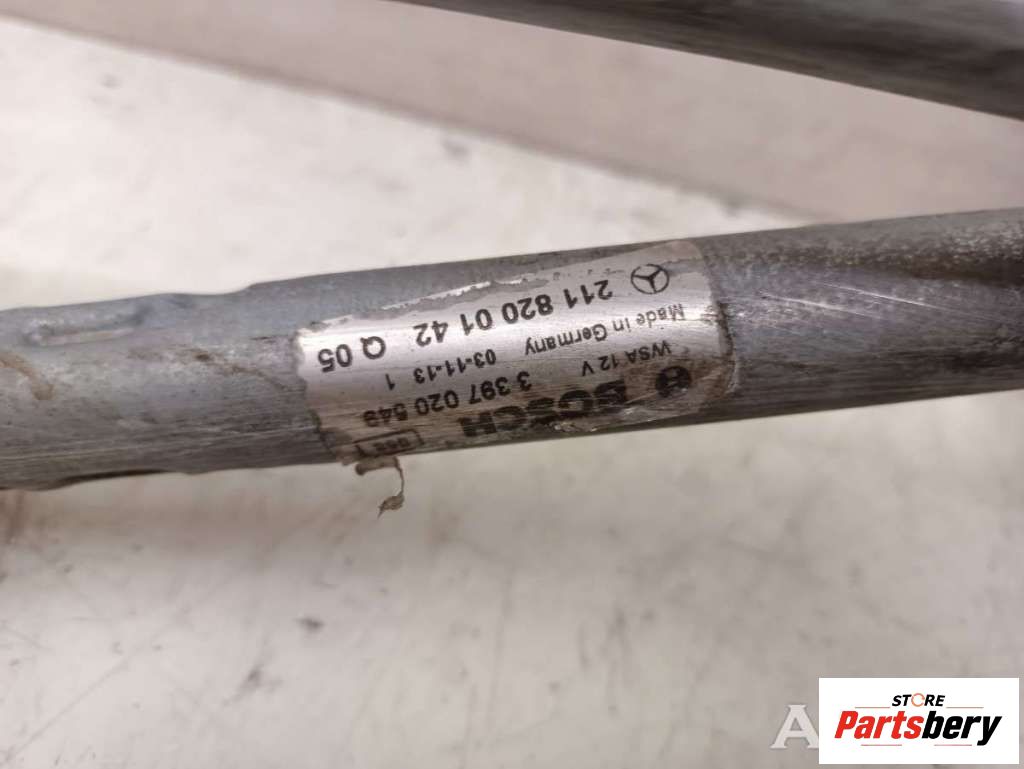 211 820 01 42 Q 05
Made in Germany 03-11-13 1
WSA 12 V 3 397 020 548
BOSCH
STORE
Partsbery
A